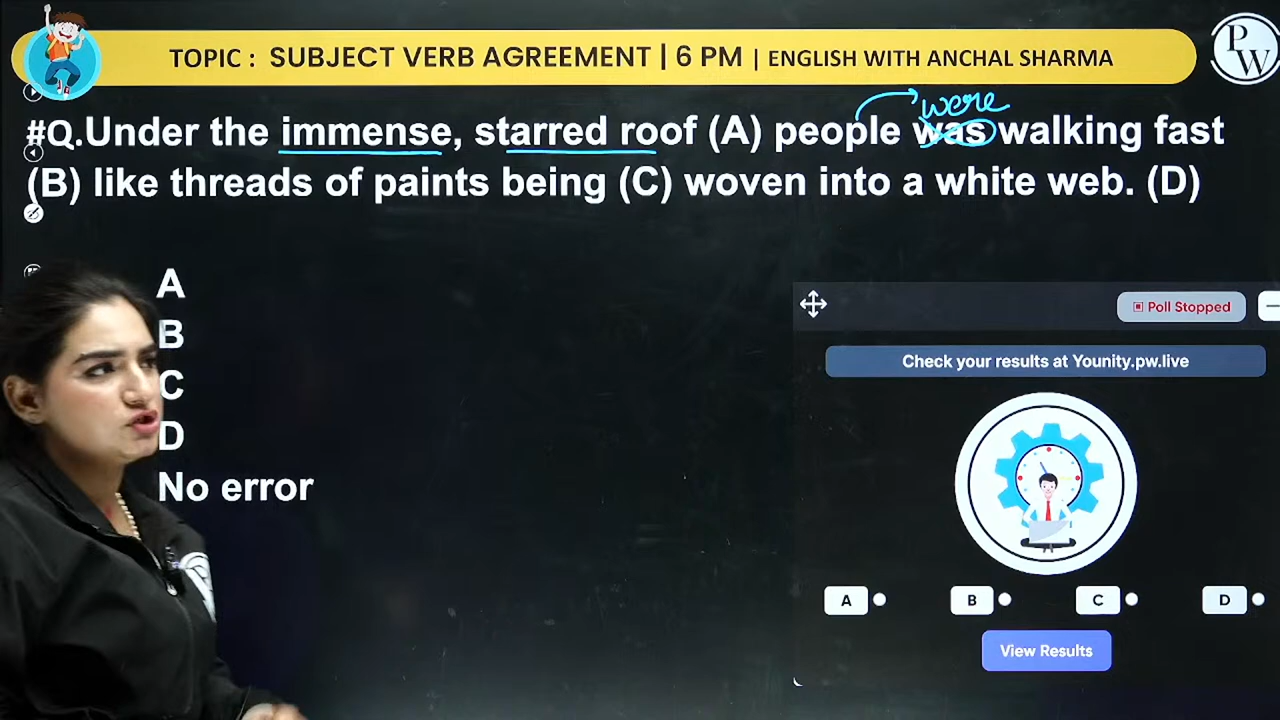 TOPIC : SUBJECT VERB AGREEMENT | 6 PM | ENGLISH WITH ANCHAL SHARMA
PW
were
#Q.Under the immense, starred roof (A) people was walking fast
(B) like threads of paints being (C) woven into a white web. (D)
A
B
C
D
No error
Poll Stopped
Check your results at Younity.pw.live
A
B
C
D
View Results